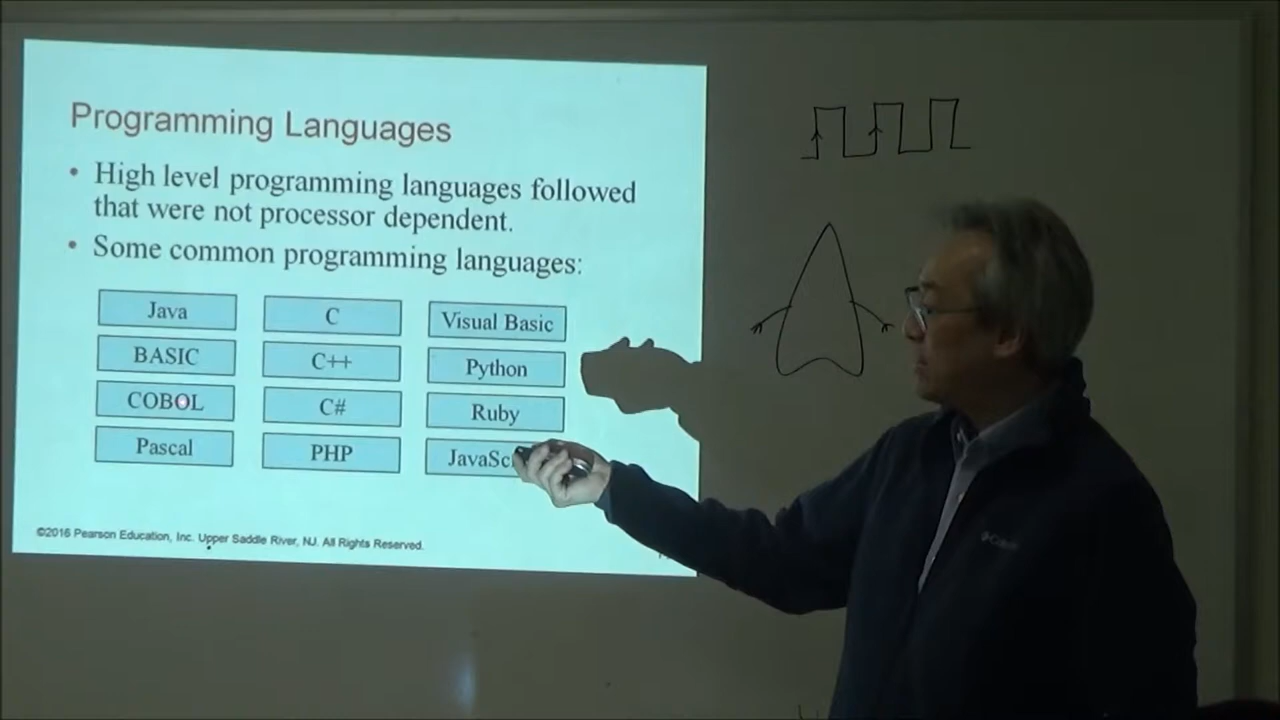 Programming Languages
• High level programming languages followed
that were not processor dependent.
• Some common programming languages:
Java C Visual Basic
BASIC C++ Python
COBOL C# Ruby
Pascal PHP
©2016 Pearson Education, Inc. Upper Saddle River, NJ. All Rights Reserved.